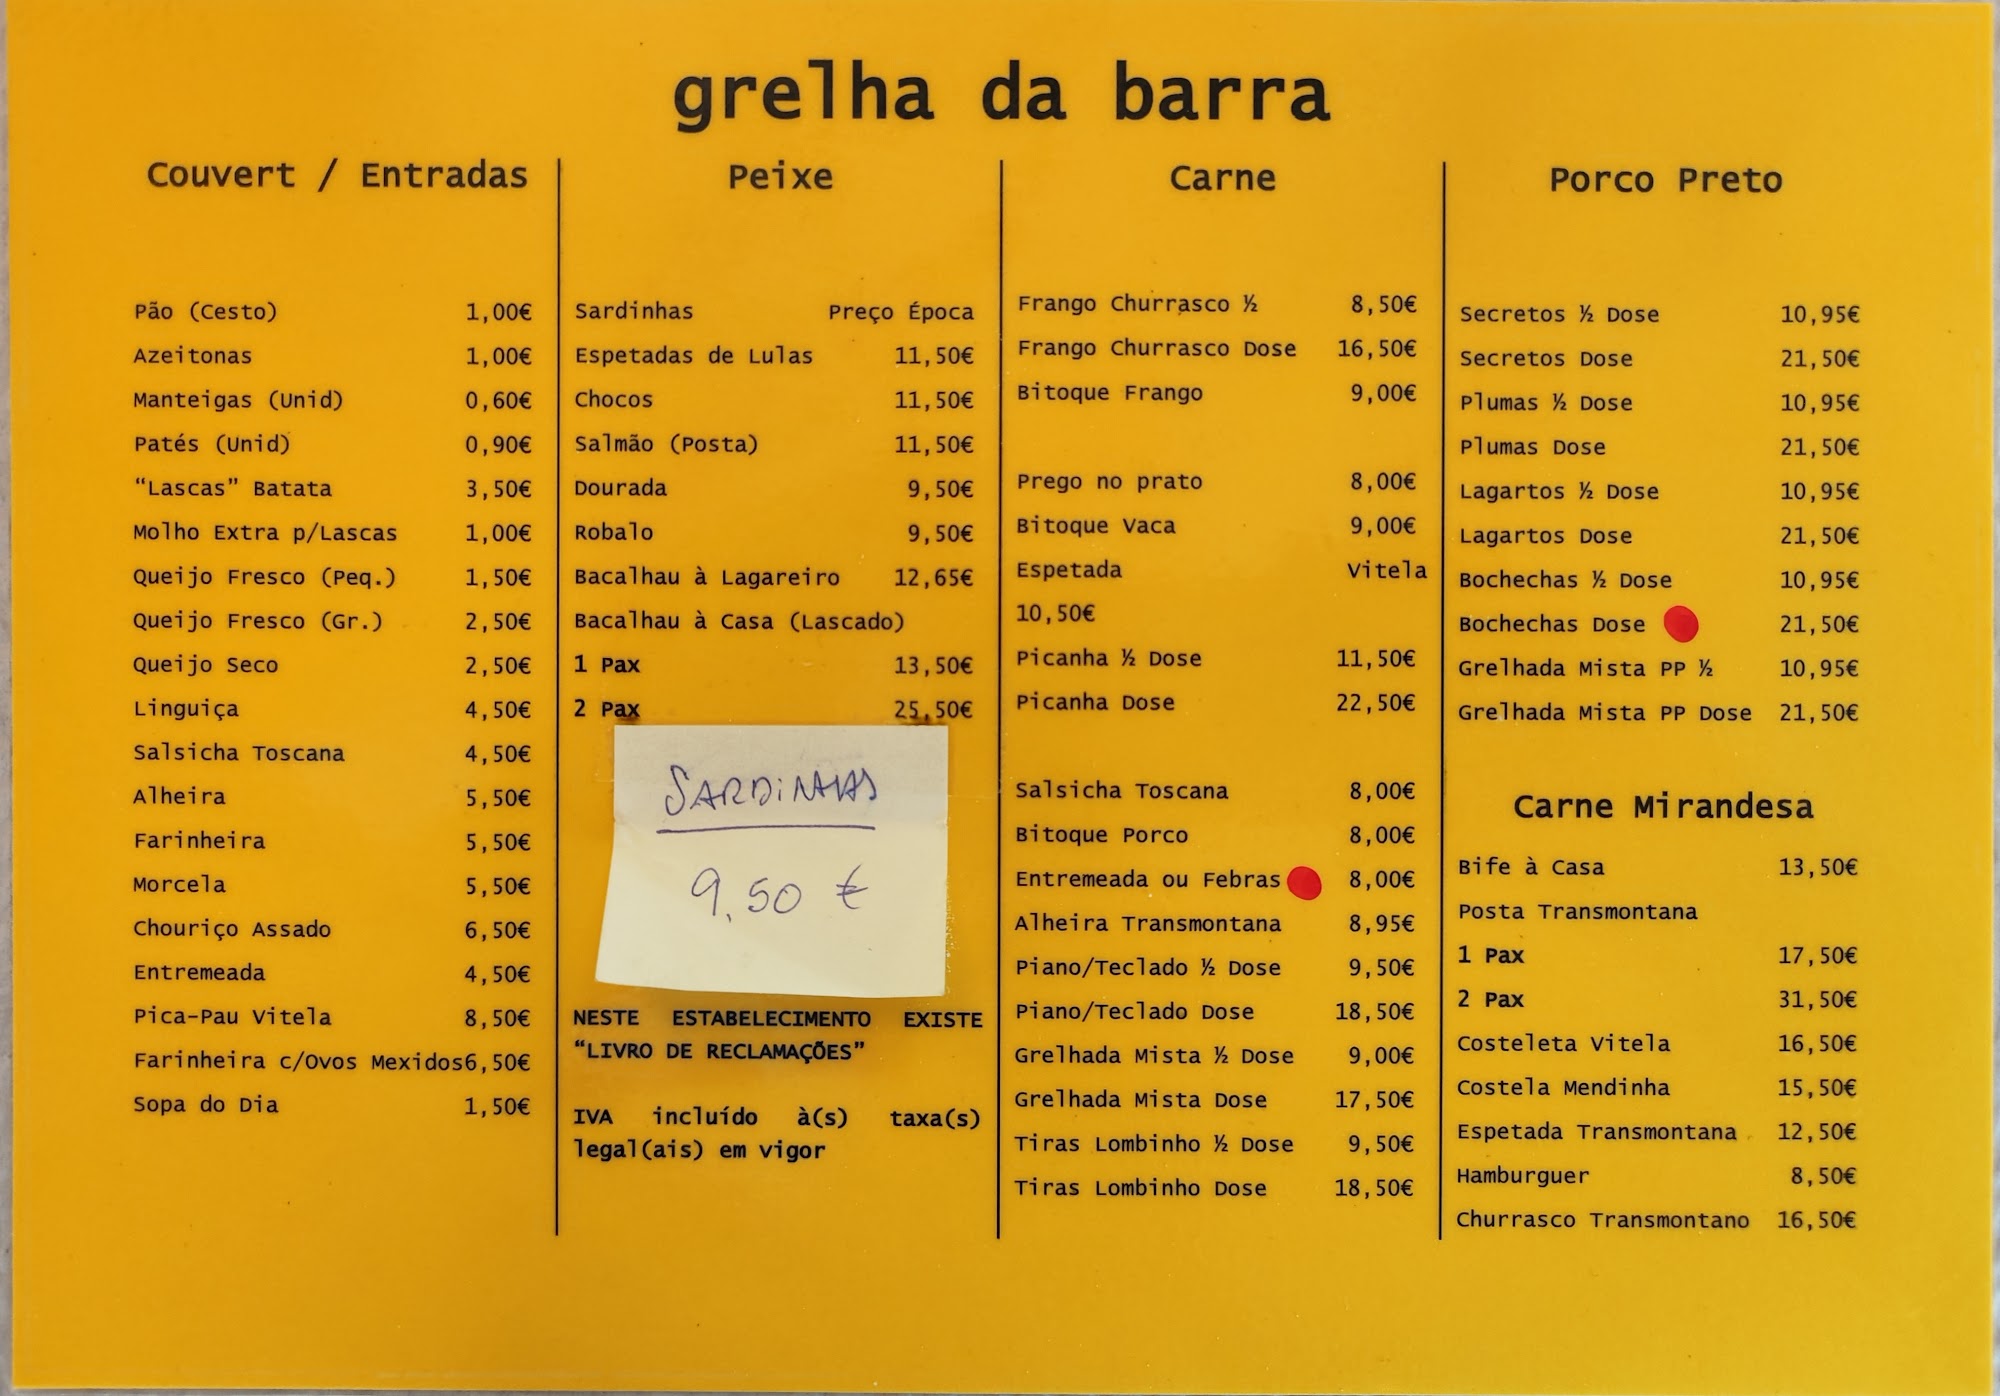 grelha da barra
Couvert / Entradas
Pão (Cesto) 1,00€
Azeitonas 1,00€
Manteigas (Unid) 0,60€
Patés (Unid) 0,90€
“Lascas” Batata 3,50€
Molho Extra p/Lascas 1,00€
Queijo Fresco (Peq.) 1,50€
Queijo Fresco (Gr.) 2,50€
Queijo Seco 2,50€
Linguiça 4,50€
Salsicha Toscana 4,50€
Alheira 5,50€
Farinheira 5,50€
Morcela 5,50€
Chouriço Assado 6,50€
Entremeada 4,50€
Pica-Pau Vitela 8,50€
Farinheira c/Ovos Mexidos6,50€
Sopa do Dia 1,50€
Peixe
Sardinhas Preço Época
Espetadas de Lulas 11,50€
Chocos 11,50€
Salmão (Posta) 11,50€
Dourada 9,50€
Robalo 9,50€
Bacalhau à Lagareiro 12,65€
Bacalhau à Casa (Lascado)
1 Pax 13,50€
2 Pax 25,50€
SARDiNHAS
9,50 €
NESTE ESTABELECIMENTO EXISTE
“LIVRO DE RECLAMAÇÕES”
IVA incluído à(s) taxa(s)
legal(ais) em vigor
Carne
Frango Churrasco ½ 8,50€
Frango Churrasco Dose 16,50€
Bitoque Frango 9,00€
Prego no prato 8,00€
Bitoque Vaca 9,00€
Espetada Vitela
10,50€
Picanha ½ Dose 11,50€
Picanha Dose 22,50€
Salsicha Toscana 8,00€
Bitoque Porco 8,00€
Entremeada ou Febras 8,00€
Alheira Transmontana 8,95€
Piano/Teclado ½ Dose 9,50€
Piano/Teclado Dose 18,50€
Grelhada Mista ½ Dose 9,00€
Grelhada Mista Dose 17,50€
Tiras Lombinho ½ Dose 9,50€
Tiras Lombinho Dose 18,50€
Porco Preto
Secretos ½ Dose 10,95€
Secretos Dose 21,50€
Plumas ½ Dose 10,95€
Plumas Dose 21,50€
Lagartos ½ Dose 10,95€
Lagartos Dose 21,50€
Bochechas ½ Dose 10,95€
Bochechas Dose 21,50€
Grelhada Mista PP ½ 10,95€
Grelhada Mista PP Dose 21,50€
Carne Mirandesa
Bife à Casa 13,50€
Posta Transmontana
1 Pax 17,50€
2 Pax 31,50€
Costeleta Vitela 16,50€
Costela Mendinha 15,50€
Espetada Transmontana 12,50€
Hamburguer 8,50€
Churrasco Transmontano 16,50€